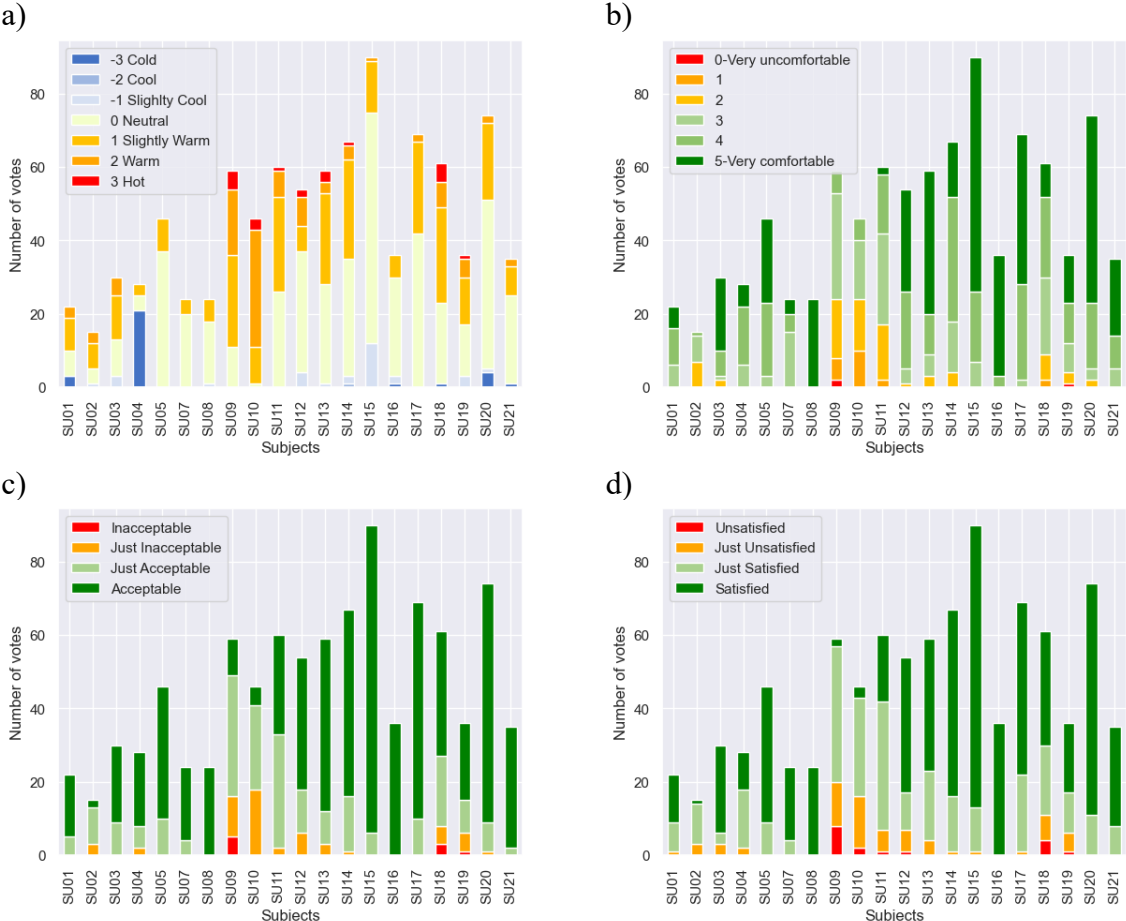 a)
-3 Cold
-2 Cool
-1 Slighlty Cool
0 Neutral
1 Slightly Warm
2 Warm
3 Hot
Number of votes
80
60
40
20
0
SU01 SU02 SU03 SU04 SU05 SU07 SU08 SU09 SU10 SU11 SU12 SU13 SU14 SU15 SU16 SU17 SU18 SU19 SU20 SU21
Subjects
b)
0-Very uncomfortable
1
2
3
4
5-Very comfortable
Number of votes
80
60
40
20
0
SU01 SU02 SU03 SU04 SU05 SU07 SU08 SU09 SU10 SU11 SU12 SU13 SU14 SU15 SU16 SU17 SU18 SU19 SU20 SU21
Subjects
c)
Inacceptable
Just Inacceptable
Just Acceptable
Acceptable
Number of votes
80
60
40
20
0
SU01 SU02 SU03 SU04 SU05 SU07 SU08 SU09 SU10 SU11 SU12 SU13 SU14 SU15 SU16 SU17 SU18 SU19 SU20 SU21
Subjects
d)
Unsatisfied
Just Unsatisfied
Just Satisfied
Satisfied
Number of votes
80
60
40
20
0
SU01 SU02 SU03 SU04 SU05 SU07 SU08 SU09 SU10 SU11 SU12 SU13 SU14 SU15 SU16 SU17 SU18 SU19 SU20 SU21
Subjects